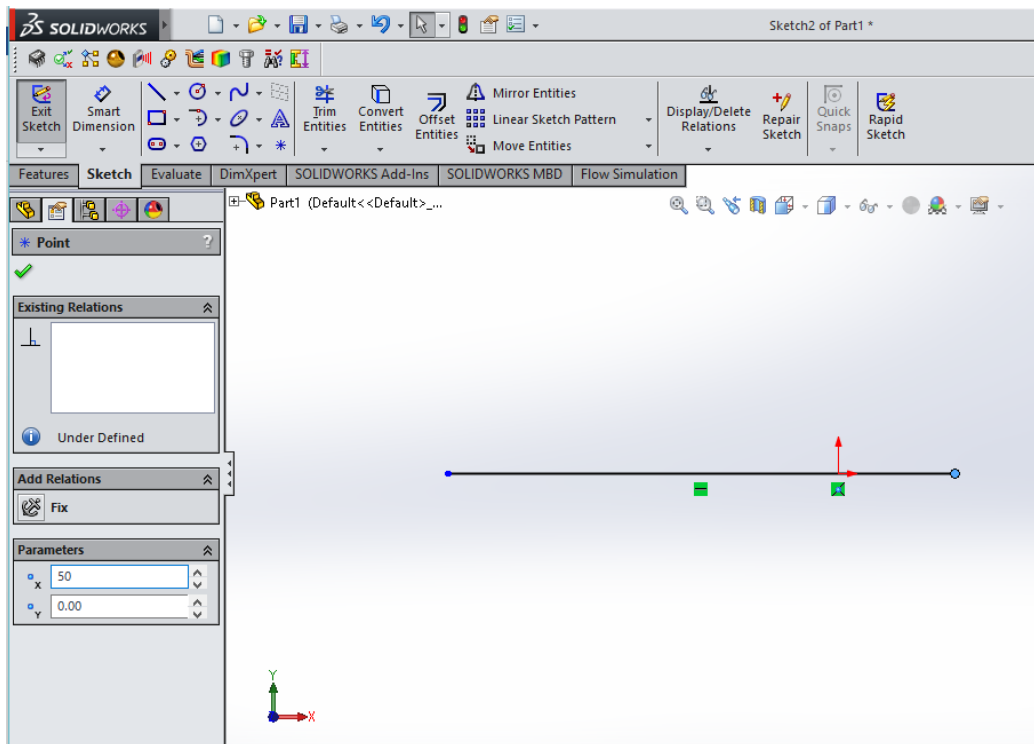 SOLIDWORKS
Sketch2 of Part1 *
Exit Sketch
Smart Dimension
Trim Entities
Convert Entities
Offset Entities
Mirror Entities
Linear Sketch Pattern
Move Entities
Display/Delete Relations
Repair Sketch
Quick Snaps
Rapid Sketch
Features
Sketch
Evaluate
DimXpert
SOLIDWORKS Add-Ins
SOLIDWORKS MBD
Flow Simulation
Part1 (Default<<Default>_...
Point
?
Existing Relations
Under Defined
Add Relations
Fix
Parameters
X
50
Y
0.00
Y
X